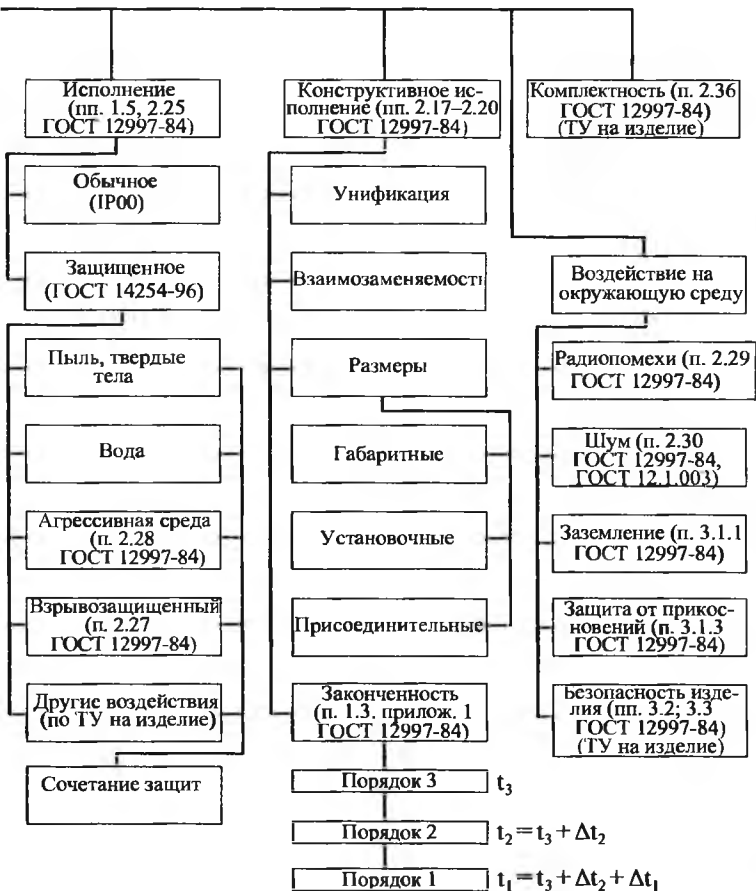 Исполнение
(пп. 1.5, 2.25
ГОСТ 12997-84)
Обычное
(IP00)
Защищенное
(ГОСТ 14254-96)
Пыль, твердые
тела
Вода
Агрессивная среда
(п. 2.28
ГОСТ 12997-84)
Взрывозащищенный
(п. 2.27
ГОСТ 12997-84)
Другие воздействия
(по ТУ на изделие)
Сочетание защит
Конструктивное ис-
полнение (пп. 2.17–2.20
ГОСТ 12997-84)
Унификация
Взаимозаменяемость
Размеры
Габаритные
Установочные
Присоединительные
Законченность
(п. 1.3. прилож. 1
ГОСТ 12997-84)
Порядок 3 t₃
Порядок 2 t₂ = t₃ + Δt₂
Порядок 1 t₁ = t₃ + Δt₂ + Δt₁
Комплектность (п. 2.36
ГОСТ 12997-84)
(ТУ на изделие)
Воздействие на
окружающую среду
Радиопомехи (п. 2.29
ГОСТ 12997-84)
Шум (п. 2.30
ГОСТ 12997-84,
ГОСТ 12.1.003)
Заземление (п. 3.1.1
ГОСТ 12997-84)
Защита от прикос-
новений (п. 3.1.3
ГОСТ 12997-84)
Безопасность изде-
лия (пп. 3.2; 3.3
ГОСТ 12997-84)
(ТУ на изделие)